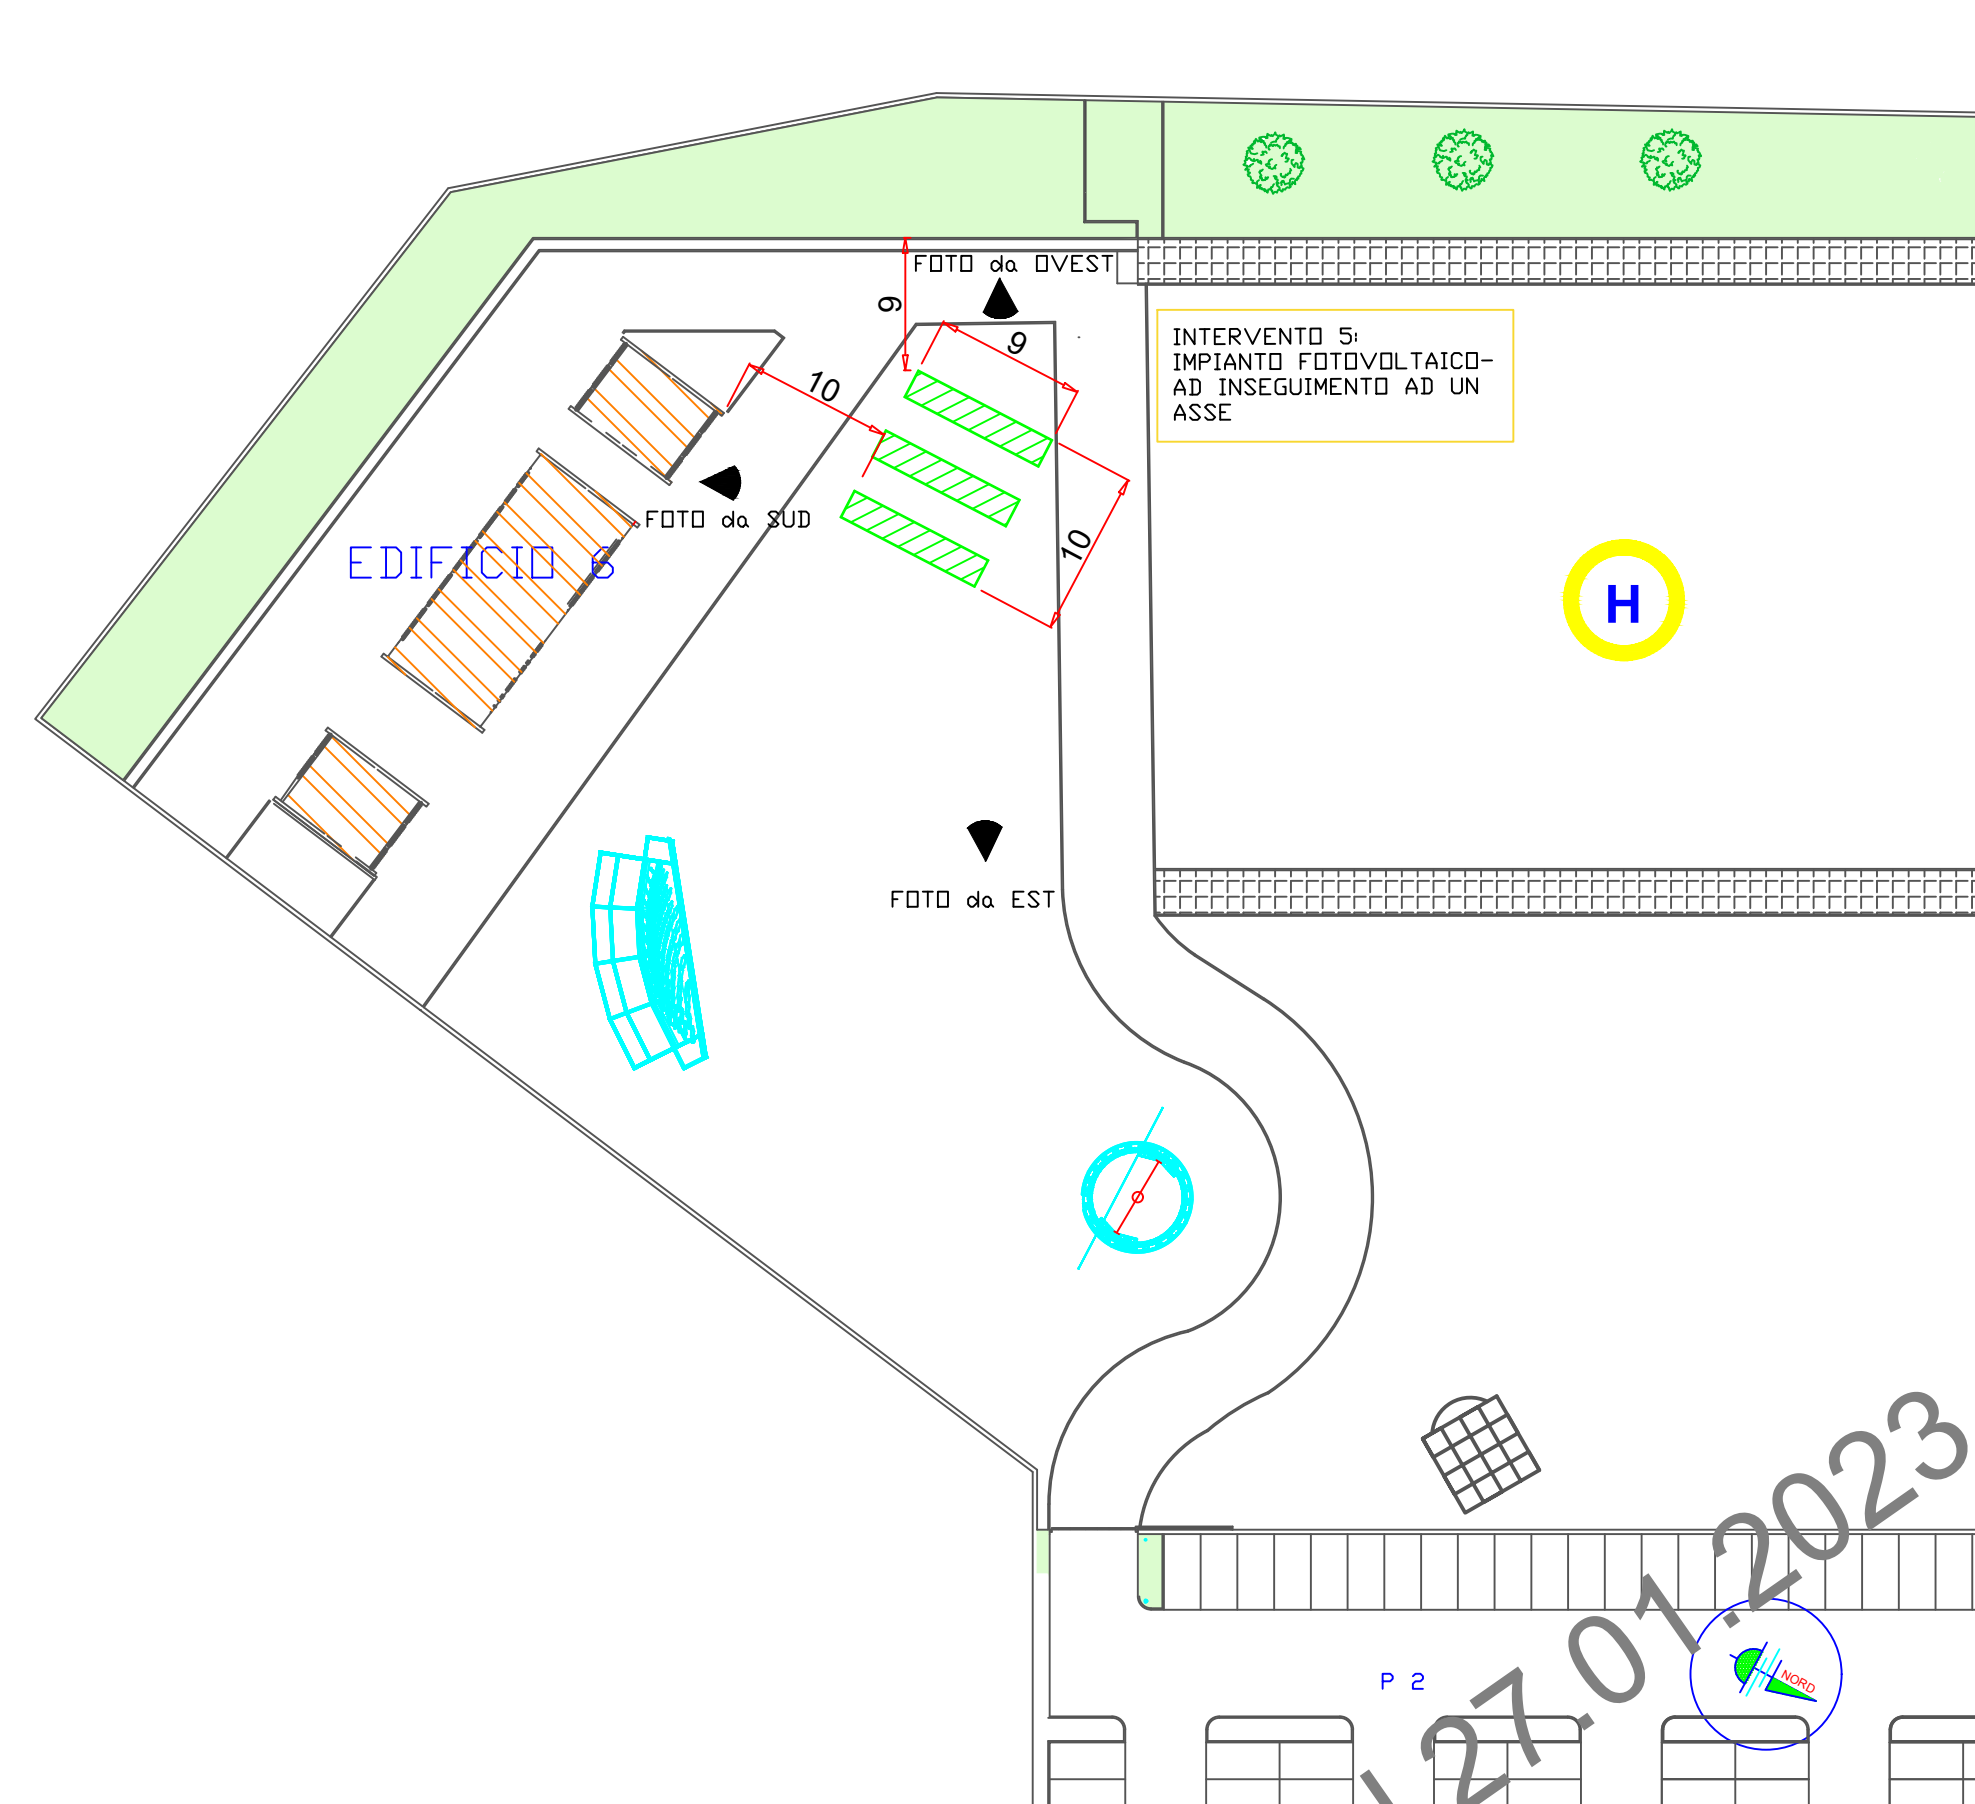 FOTO da OVEST
9
9
10
INTERVENTO 5:
IMPIANTO FOTOVOLTAICO-
AD INSEGUIMENTO AD UN
ASSE
FOTO da SUD
10
EDIFICIO 6
H
FOTO da EST
27.01.2023
P 2
NORD